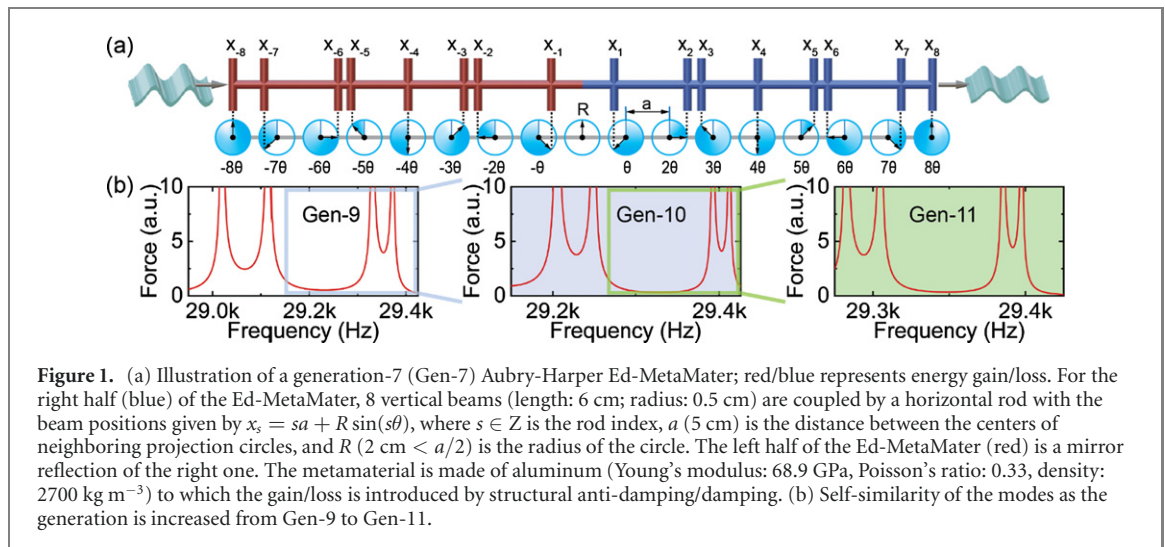 (a)
X-8 X-7 X-6 X-5 X-4 X-3 X-2 X-1 X1 X2 X3 X4 X5 X6 X7 X8
R a
-8θ -7θ -6θ -5θ -4θ -3θ -2θ -θ θ 2θ 3θ 4θ 5θ 6θ 7θ 8θ
(b)
10 5 0
Force (a.u.)
Gen-9
29.0k 29.2k 29.4k
Frequency (Hz)
10 5 0
Force (a.u.)
Gen-10
29.2k 29.4k
Frequency (Hz)
10 5 0
Force (a.u.)
Gen-11
29.3k 29.4k
Frequency (Hz)
Figure 1. (a) Illustration of a generation-7 (Gen-7) Aubry-Harper Ed-MetaMater; red/blue represents energy gain/loss. For the
right half (blue) of the Ed-MetaMater, 8 vertical beams (length: 6 cm; radius: 0.5 cm) are coupled by a horizontal rod with the
beam positions given by xs = sa + R sin(sθ), where s ∈ Z is the rod index, a (5 cm) is the distance between the centers of
neighboring projection circles, and R (2 cm < a/2) is the radius of the circle. The left half of the Ed-MetaMater (red) is a mirror
reflection of the right one. The metamaterial is made of aluminum (Young's modulus: 68.9 GPa, Poisson's ratio: 0.33, density:
2700 kg m−3) to which the gain/loss is introduced by structural anti-damping/damping. (b) Self-similarity of the modes as the
generation is increased from Gen-9 to Gen-11.